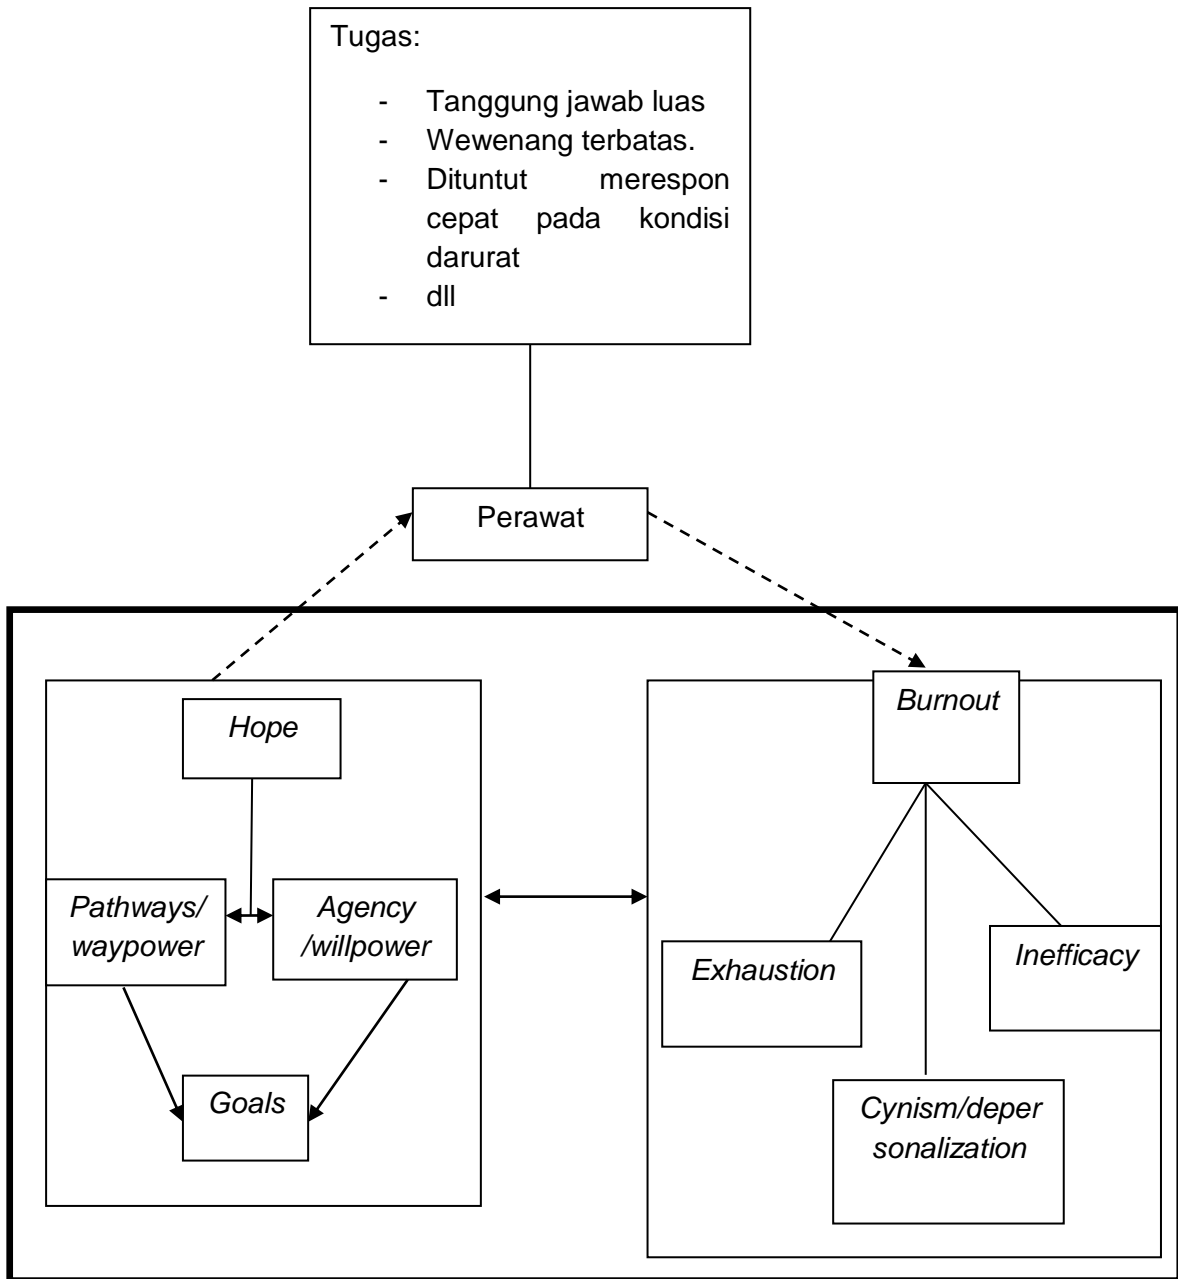 Tugas:
- Tanggung jawab luas
- Wewenang terbatas.
- Dituntut merespon
cepat pada kondisi
darurat
- dll
Perawat
Hope
Burnout
Pathways/
waypower
Agency
/willpower
Exhaustion
Inefficacy
Goals
Cynism/deper
sonalization